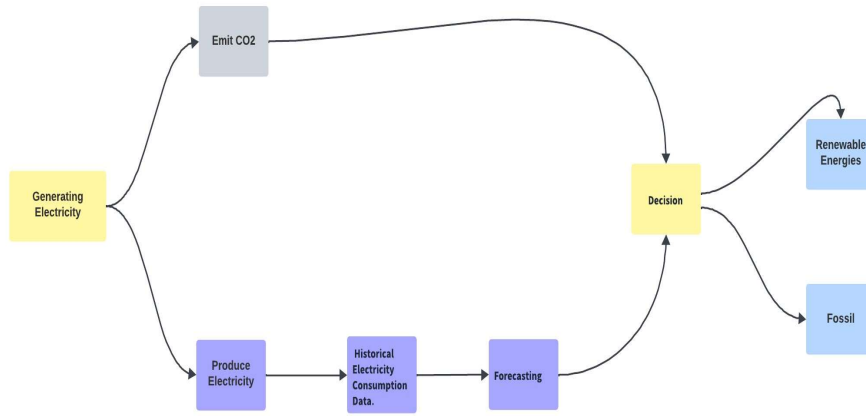 Emit CO2
Generating
Electricity
Decision
Renewable
Energies
Fossil
Produce
Electricity
Historical
Electricity
Consumption
Data.
Forecasting